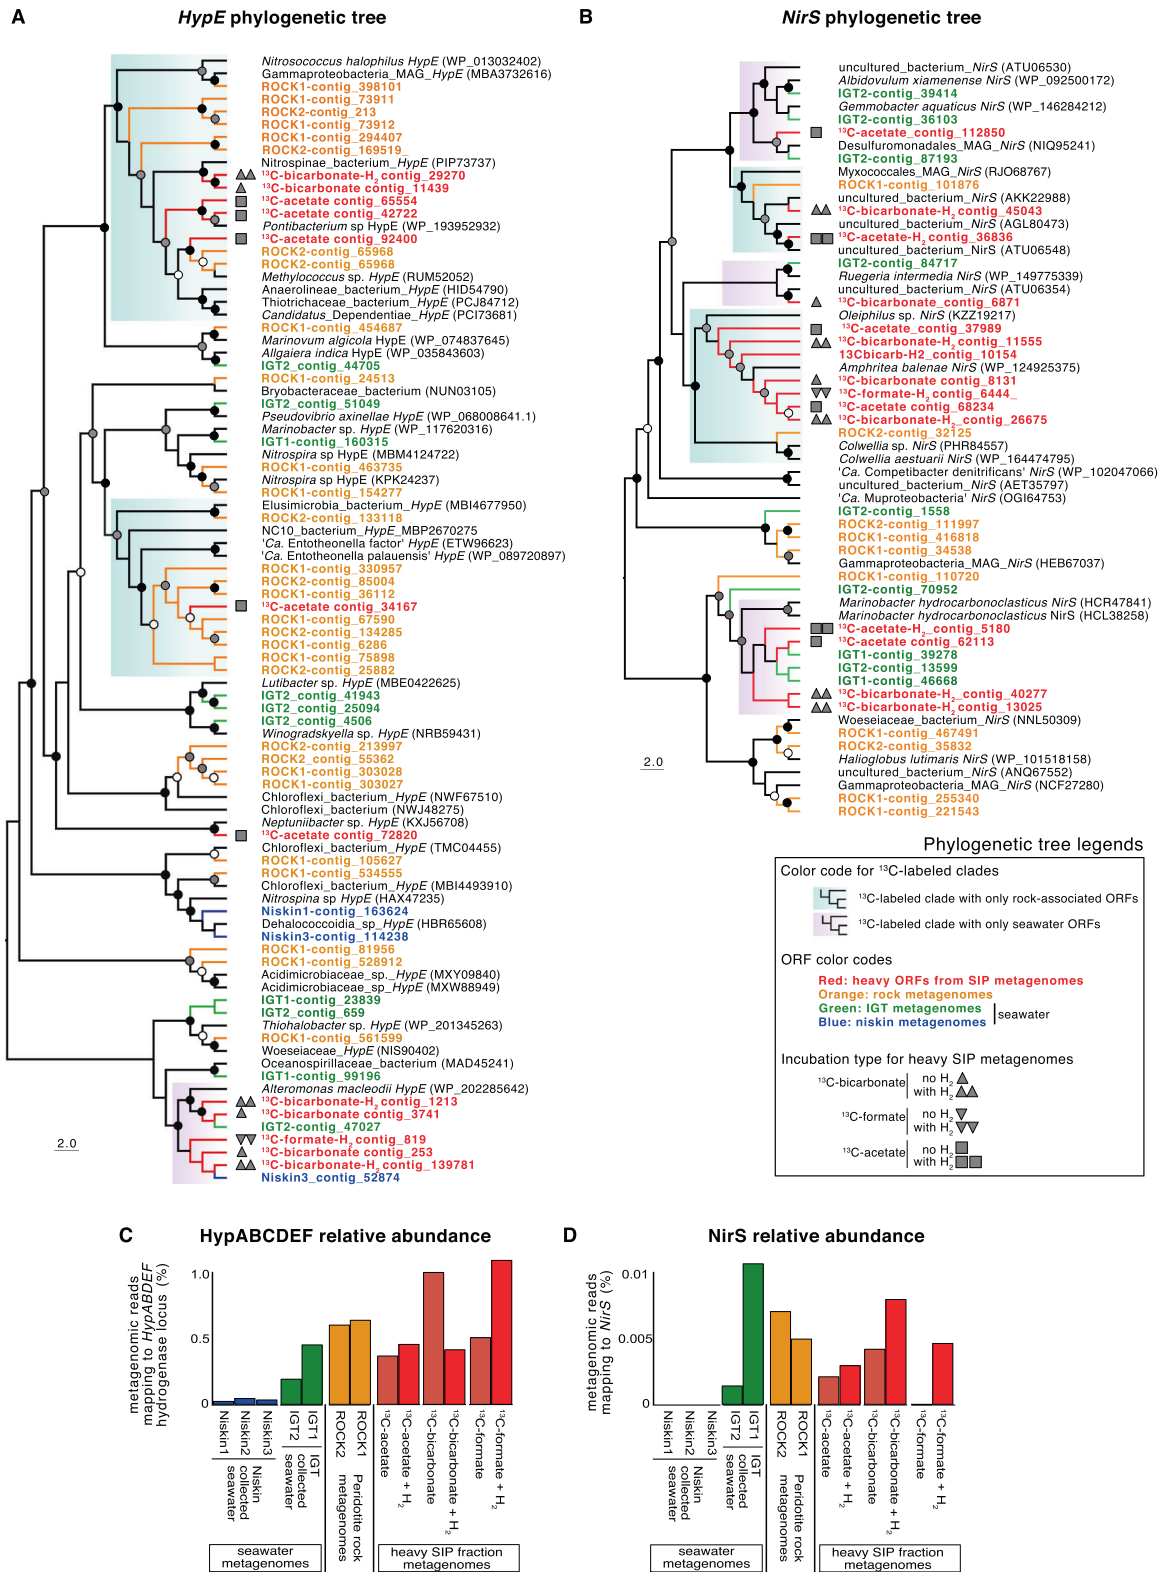 A
HypE phylogenetic tree
Nitrosococcus halophilus HypE (WP_013032402)
Gammaproteobacteria_MAG_HypE (MBA3732616)
ROCK1-contig_398101
ROCK1-contig_73911
ROCK2-contig_213
ROCK1-contig_73912
ROCK1-contig_294407
ROCK2-contig_169519_
Nitrospinae_bacterium_HypE (PIP73737)
¹³C-bicarbonate-H₂ contig_29270
¹³C-bicarbonate contig_11439
¹³C-acetate contig_65554
¹³C-acetate contig_42722
Pontibacterium sp HypE (WP_193952932)
¹³C-acetate contig_92400
ROCK2-contig_65968
ROCK2-contig_65968
Methylococcus sp. HypE (RUM52052)
Anaerolineae_bacterium_HypE (HID54790)
Thiotrichaceae_bacterium_HypE (PCJ84712)
Candidatus_Dependentiae_HypE (PCI73681)
ROCK1-contig_454687
Marinovum algicola HypE (WP_074837645)
Allgaiera indica HypE (WP_035843603)
IGT2_contig_44705
ROCK1-contig_24513
Bryobacteraceae_bacterium (NUN03105)
IGT2_contig_51049
Pseudovibrio axinellae HypE (WP_068008641.1)
Marinobacter sp. HypE (WP_117620316)
IGT1-contig_160315
Nitrospira sp HypE (MBM4124722)
ROCK1-contig_463735
Nitrospira sp HypE (KPK24237)
ROCK1-contig_154277
Elusimicrobia_bacterium_HypE (MBI4677950)
ROCK2-contig_133118
NC10_bacterium_HypE_MBP2670275
'Ca. Entotheonella factor' HypE (ETW96623)
'Ca. Entotheonella palauensis' HypE (WP_089720897)
ROCK1-contig_330957
ROCK2-contig_85004
ROCK1-contig_36112
¹³C-acetate contig_34167
ROCK1-contig_67590
ROCK2-contig_134285
ROCK1-contig_6286
ROCK1-contig_75898
ROCK2-contig_25882
Lutibacter sp. HypE (MBE0422625)
IGT2_contig_41943
IGT2_contig_25094
IGT2_contig_4506
Winogradskyella sp. HypE (NRB59431)
ROCK2-contig_213997
ROCK2_contig_55362
ROCK1-contig_303028
ROCK1-contig_303027
Chloroflexi_bacterium_HypE (NWF67510)
Chloroflexi_bacterium (NWJ48275)
Neptuniibacter sp. HypE (KXJ56708)
¹³C-acetate contig_72820
Chloroflexi_bacterium_HypE (TMC04455)
ROCK1-contig_105627
ROCK1-contig_534555
Chloroflexi_bacterium_HypE (MBI4493910)
Nitrospina sp HypE (HAX47235)
Niskin1-contig_163624
Dehalococcoidia_sp_HypE (HBR65608)
Niskin3-contig_114238
ROCK1-contig_81956
ROCK1-contig_528912
Acidimicrobiaceae_sp._HypE (MXY09840)
Acidimicrobiaceae_sp_HypE (MXW88949)
IGT1-contig_23839
IGT2_contig_659
Thiohalobacter sp. HypE (WP_201345263)
ROCK1-contig_561599
Woeseiaceae_HypE (NIS90402)
Oceanospirillaceae_bacterium (MAD45241)
IGT1-contig_99196
Alteromonas macleodii HypE (WP_202285642)
¹³C-bicarbonate-H₂ contig_1213
¹³C-bicarbonate contig_3741
IGT2-contig_47027
¹³C-formate-H₂ contig_819
¹³C-bicarbonate contig_253
¹³C-bicarbonate-H₂ contig_139781
Niskin3_contig_52874
2.0
B
NirS phylogenetic tree
uncultured_bacterium_NirS (ATU06530)
Albidovulum xiamenense NirS (WP_092500172)
IGT2-contig_39414
Gemmobacter aquaticus NirS (WP_146284212)
IGT2-contig_36103
¹³C-acetate_contig_112850
Desulfuromonadales_MAG_NirS (NIQ95241)
IGT2-contig_87193
Myxococcales_MAG_NirS (RJO68767)
ROCK1-contig_101876
uncultured_bacterium_NirS (AKK22988)
¹³C-bicarbonate-H₂ contig_45043
uncultured_bacterium_NirS (AGL80473)
¹³C-acetate-H₂ contig_36836
uncultured_bacterium_NirS (ATU06548)
IGT2-contig_84717
Ruegeria intermedia NirS (WP_149775339)
uncultured_bacterium_NirS (ATU06354)
¹³C-bicarbonate_contig_6871
Oleiphilus sp. NirS (KZZ19217)
¹³C-acetate_contig_37989
¹³C-bicarbonate-H₂_contig_11555
13Cbicarb-H2_contig_10154
Amphritea balenae NirS (WP_124925375)
¹³C-bicarbonate contig_8131
¹³C-formate-H₂ contig_6444_
¹³C-acetate contig_68234
¹³C-bicarbonate-H₂_contig_26675
ROCK2-contig_32125
Colwellia sp. NirS (PHR84557)
Colwellia aestuarii NirS (WP_164474795)
'Ca. Competibacter denitrificans' NirS (WP_102047066)
uncultured_bacterium_NirS (AET35797)
'Ca. Muproteobacteria' NirS (OGI64753)
IGT2-contig_1558
ROCK2-contig_111997
ROCK1-contig_416818
ROCK1-contig_34538
Gammaproteobacteria_MAG_NirS (HEB67037)
ROCK1-contig_110720
IGT2-contig_70952
Marinobacter hydrocarbonoclasticus NirS (HCR47841)
Marinobacter hydrocarbonoclasticus NirS (HCL38258)
¹³C-acetate-H₂_contig_5180
¹³C-acetate contig_62113
IGT1-contig_39278
IGT2-contig_13599
IGT1-contig_46668
¹³C-bicarbonate-H₂_contig_40277
¹³C-bicarbonate-H₂_contig_13025
Woeseiaceae_bacterium_NirS (NNL50309)
ROCK1-contig_467491
ROCK2-contig_35832
Halioglobus lutimaris NirS (WP_101518158)
uncultured_bacterium_NirS (ANQ67552)
Gammaproteobacteria_MAG_NirS (NCF27280)
ROCK1-contig_255340
ROCK1-contig_221543
2.0
Phylogenetic tree legends
Color code for ¹³C-labeled clades
¹³C-labeled clade with only rock-associated ORFs
¹³C-labeled clade with only seawater ORFs
ORF color codes
Red: heavy ORFs from SIP metagenomes
Orange: rock metagenomes
Green: IGT metagenomes
Blue: niskin metagenomes
seawater
Incubation type for heavy SIP metagenomes
¹³C-bicarbonate
no H₂
with H₂
¹³C-formate
no H₂
with H₂
¹³C-acetate
no H₂
with H₂
C
HypABCDEF relative abundance
metagenomic reads
mapping to HypABDEF
hydrogenase locus (%)
1.0
0.5
0
Niskin1
Niskin2
Niskin3
IGT2
IGT1
ROCK2
ROCK1
¹³C-acetate
¹³C-acetate + H₂
¹³C-bicarbonate
¹³C-bicarbonate + H₂
¹³C-formate
¹³C-formate + H₂
Niskin
collected
seawater
IGT
collected
seawater
Peridotite rock
metagenomes
seawater
metagenomes
heavy SIP fraction
metagenomes
D
NirS relative abundance
metagenomic reads
mapping to NirS (%)
0.01
0.005
0
Niskin1
Niskin2
Niskin3
IGT2
IGT1
ROCK2
ROCK1
¹³C-acetate
¹³C-acetate + H₂
¹³C-bicarbonate
¹³C-bicarbonate + H₂
¹³C-formate
¹³C-formate + H₂
Niskin
collected
seawater
IGT
collected
seawater
Peridotite rock
metagenomes
seawater
metagenomes
heavy SIP fraction
metagenomes